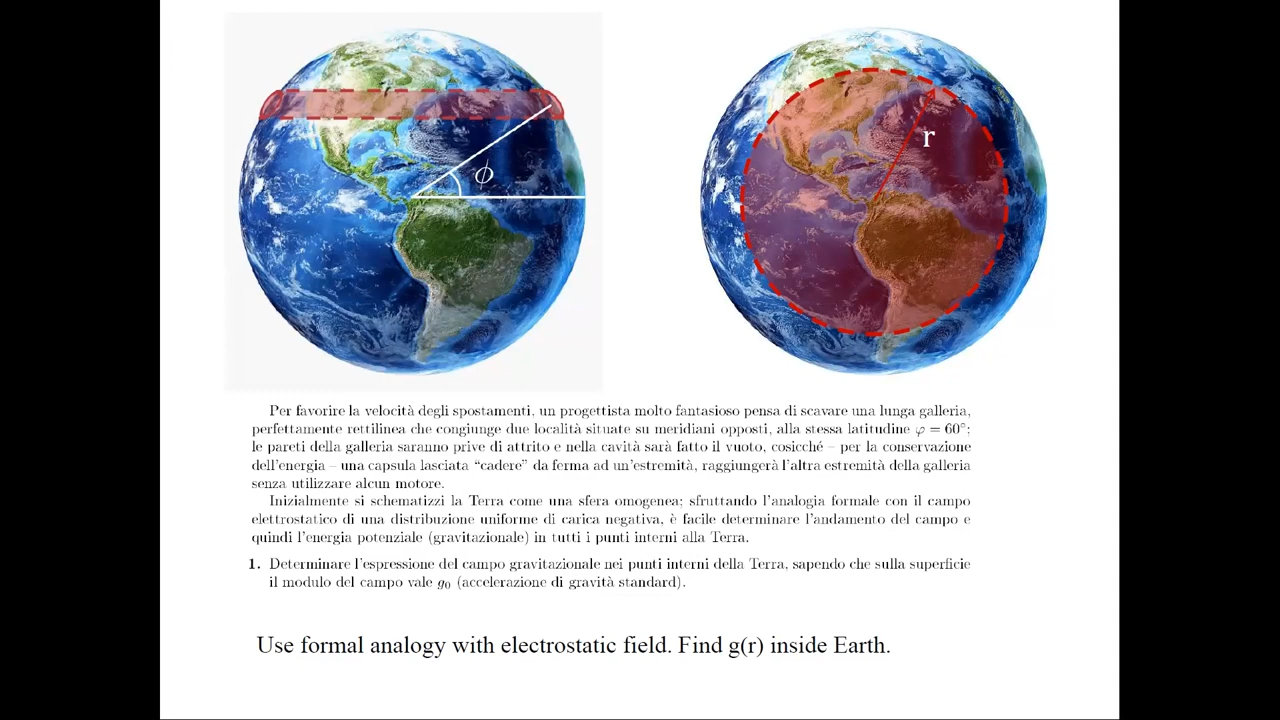 ϕ
r
Per favorire la velocità degli spostamenti, un progettista molto fantasioso pensa di scavare una lunga galleria,
perfettamente rettilinea che congiunge due località situate su meridiani opposti, alla stessa latitudine φ = 60°;
le pareti della galleria saranno prive di attrito e nella cavità sarà fatto il vuoto, cosicché – per la conservazione
dell'energia – una capsula lasciata "cadere" da ferma ad un'estremità, raggiungerà l'altra estremità della galleria
senza utilizzare alcun motore.
Inizialmente si schematizzi la Terra come una sfera omogenea; sfruttando l'analogia formale con il campo
elettrostatico di una distribuzione uniforme di carica negativa, è facile determinare l'andamento del campo e
quindi l'energia potenziale (gravitazionale) in tutti i punti interni alla Terra.
1. Determinare l'espressione del campo gravitazionale nei punti interni della Terra, sapendo che sulla superficie
il modulo del campo vale g₀ (accelerazione di gravità standard).
Use formal analogy with electrostatic field. Find g(r) inside Earth.